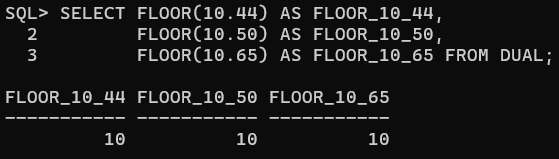 SQL> SELECT FLOOR(10.44) AS FLOOR_10_44,
  2         FLOOR(10.50) AS FLOOR_10_50,
  3         FLOOR(10.65) AS FLOOR_10_65 FROM DUAL;
FLOOR_10_44 FLOOR_10_50 FLOOR_10_65
----------- ----------- -----------
         10          10          10